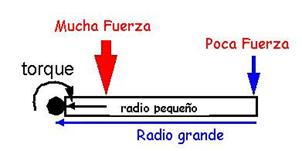 Mucha Fuerza
Poca Fuerza
torque
radio pequeño
Radio grande